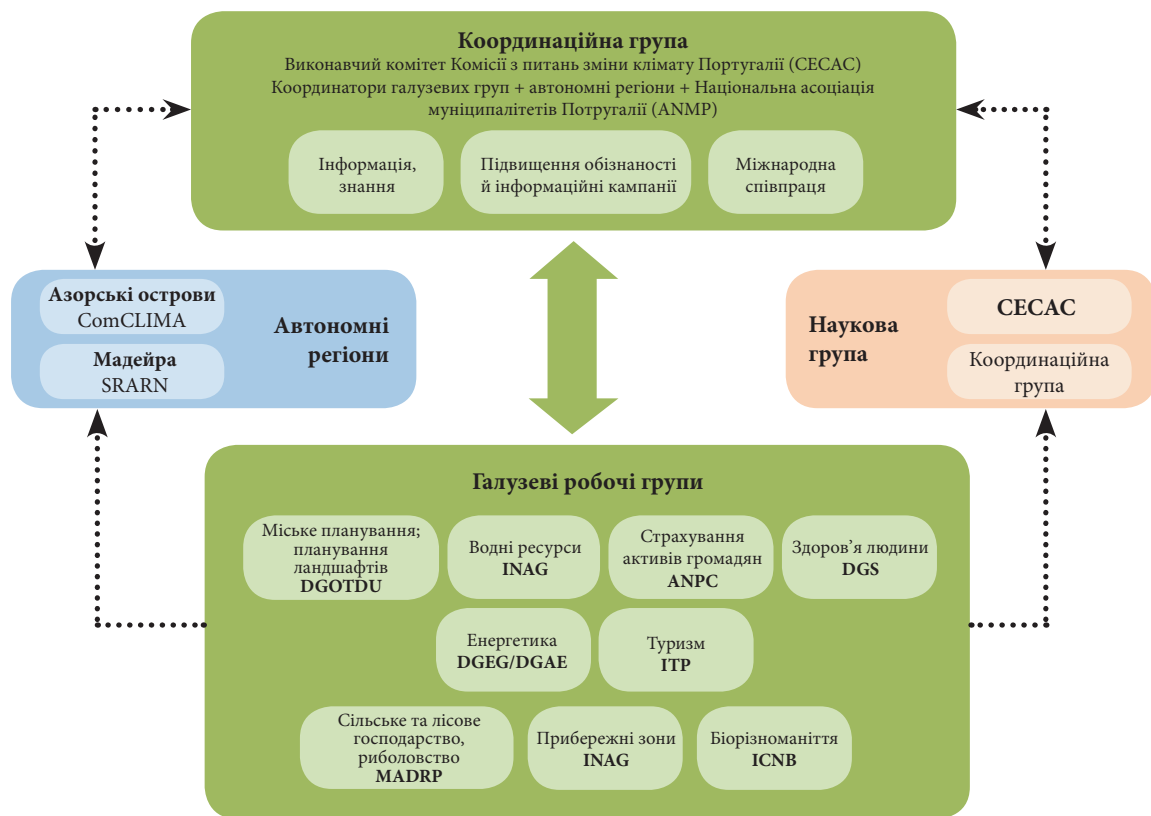 Координаційна група
Виконавчий комітет Комісії з питань зміни клімату Португалії (CECAC)
Координатори галузевих груп + автономні регіони + Національна асоціація
муніципалітетів Потругалії (ANMP)
Інформація,
знання
Підвищення обізнаності
й інформаційні кампанії
Міжнародна
співпраця
Азорські острови
ComCLIMA
Мадейра
SRARN
Автономні
регіони
Наукова
група
CECAC
Координаційна
група
Галузеві робочі групи
Міське планування;
планування
ландшафтів
DGOTDU
Водні ресурси
INAG
Страхування
активів громадян
ANPC
Здоров’я людини
DGS
Енергетика
DGEG/DGAE
Туризм
ITP
Сільське та лісове
господарство,
риболовство
MADRP
Прибережні зони
INAG
Біорізноманіття
ICNB